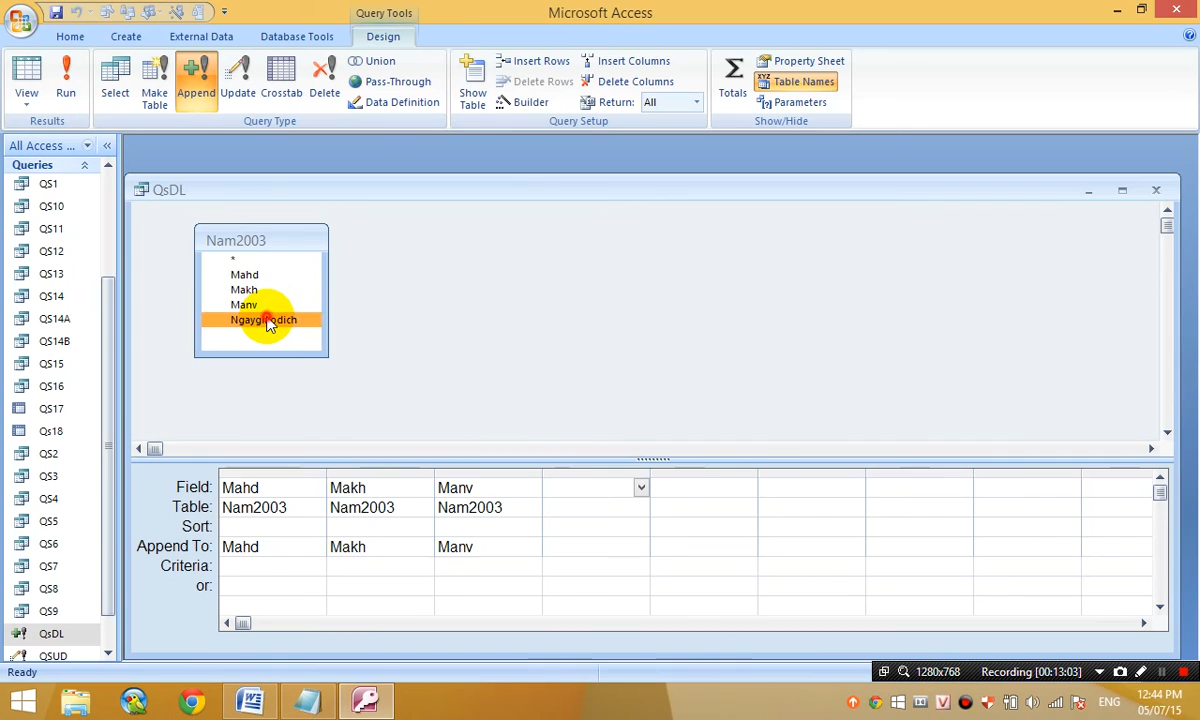 Query Tools
Microsoft Access
Home
Create
External Data
Database Tools
Design
View
Run
Results
Select
Make Table
Append
Update
Crosstab
Delete
Union
Pass-Through
Data Definition
Query Type
Show Table
Insert Rows
Delete Rows
Builder
Insert Columns
Delete Columns
Return: All
Query Setup
Totals
Property Sheet
Table Names
Parameters
Show/Hide
All Access ...
Queries
QS1
QS10
QS11
QS12
QS13
QS14
QS14A
QS14B
QS15
QS16
QS17
Qs18
QS2
QS3
QS4
QS5
QS6
QS7
QS8
QS9
QsDL
QSUD
QsDL
Nam2003
*
Mahd
Makh
Manv
Field: Mahd Makh Manv
Table: Nam2003 Nam2003 Nam2003
Sort:
Append To: Mahd Makh Manv
Criteria:
or:
Ready
1280x768
Recording [00:13:03]
ENG
12:44 PM
05/07/15